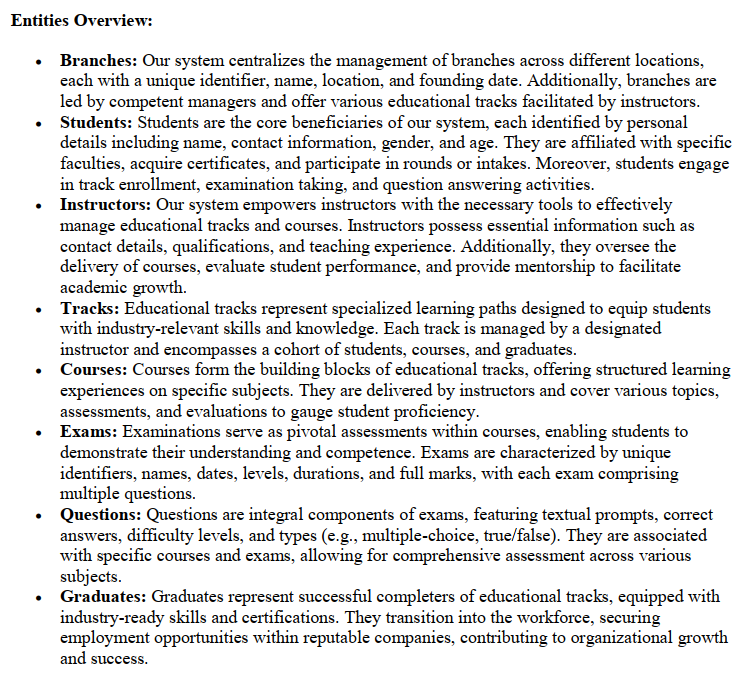 Entities Overview:
• Branches: Our system centralizes the management of branches across different locations,
each with a unique identifier, name, location, and founding date. Additionally, branches are
led by competent managers and offer various educational tracks facilitated by instructors.
• Students: Students are the core beneficiaries of our system, each identified by personal
details including name, contact information, gender, and age. They are affiliated with specific
faculties, acquire certificates, and participate in rounds or intakes. Moreover, students engage
in track enrollment, examination taking, and question answering activities.
• Instructors: Our system empowers instructors with the necessary tools to effectively
manage educational tracks and courses. Instructors possess essential information such as
contact details, qualifications, and teaching experience. Additionally, they oversee the
delivery of courses, evaluate student performance, and provide mentorship to facilitate
academic growth.
• Tracks: Educational tracks represent specialized learning paths designed to equip students
with industry-relevant skills and knowledge. Each track is managed by a designated
instructor and encompasses a cohort of students, courses, and graduates.
• Courses: Courses form the building blocks of educational tracks, offering structured learning
experiences on specific subjects. They are delivered by instructors and cover various topics,
assessments, and evaluations to gauge student proficiency.
• Exams: Examinations serve as pivotal assessments within courses, enabling students to
demonstrate their understanding and competence. Exams are characterized by unique
identifiers, names, dates, levels, durations, and full marks, with each exam comprising
multiple questions.
• Questions: Questions are integral components of exams, featuring textual prompts, correct
answers, difficulty levels, and types (e.g., multiple-choice, true/false). They are associated
with specific courses and exams, allowing for comprehensive assessment across various
subjects.
• Graduates: Graduates represent successful completers of educational tracks, equipped with
industry-ready skills and certifications. They transition into the workforce, securing
employment opportunities within reputable companies, contributing to organizational growth
and success.